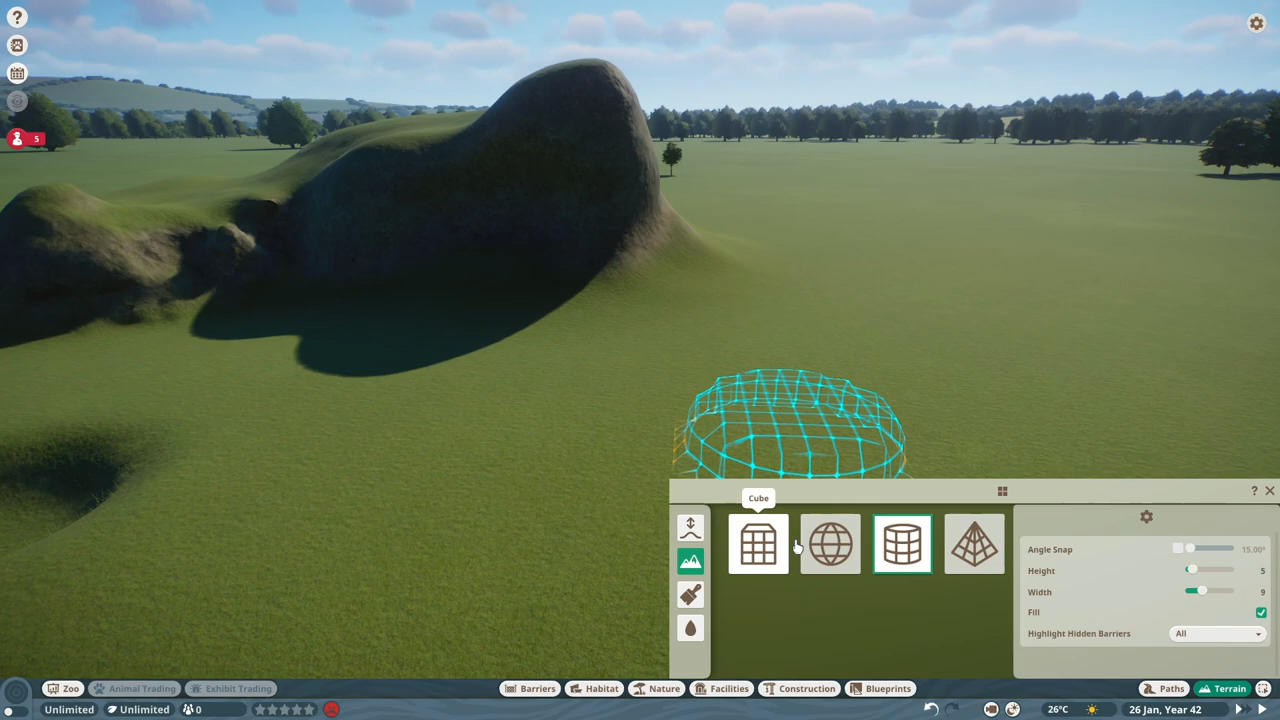 ?
5
Cube
?
Angle Snap 15.00°
Height 5
Width 9
Fill
Highlight Hidden Barriers All
Zoo Animal Trading Exhibit Trading Barriers Habitat Nature Facilities Construction Blueprints Paths Terrain
Unlimited Unlimited 0 26°C 26 Jan, Year 42